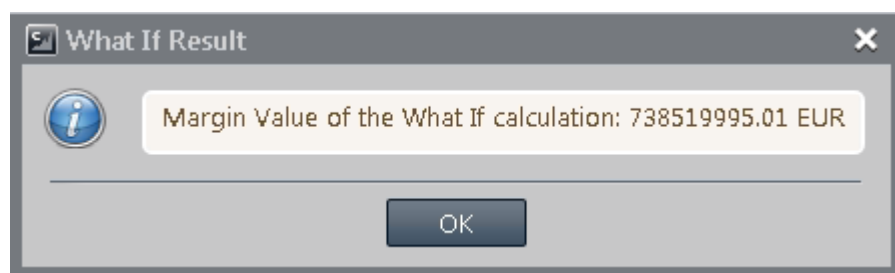 What If Result
Margin Value of the What If calculation: 738519995.01 EUR
OK